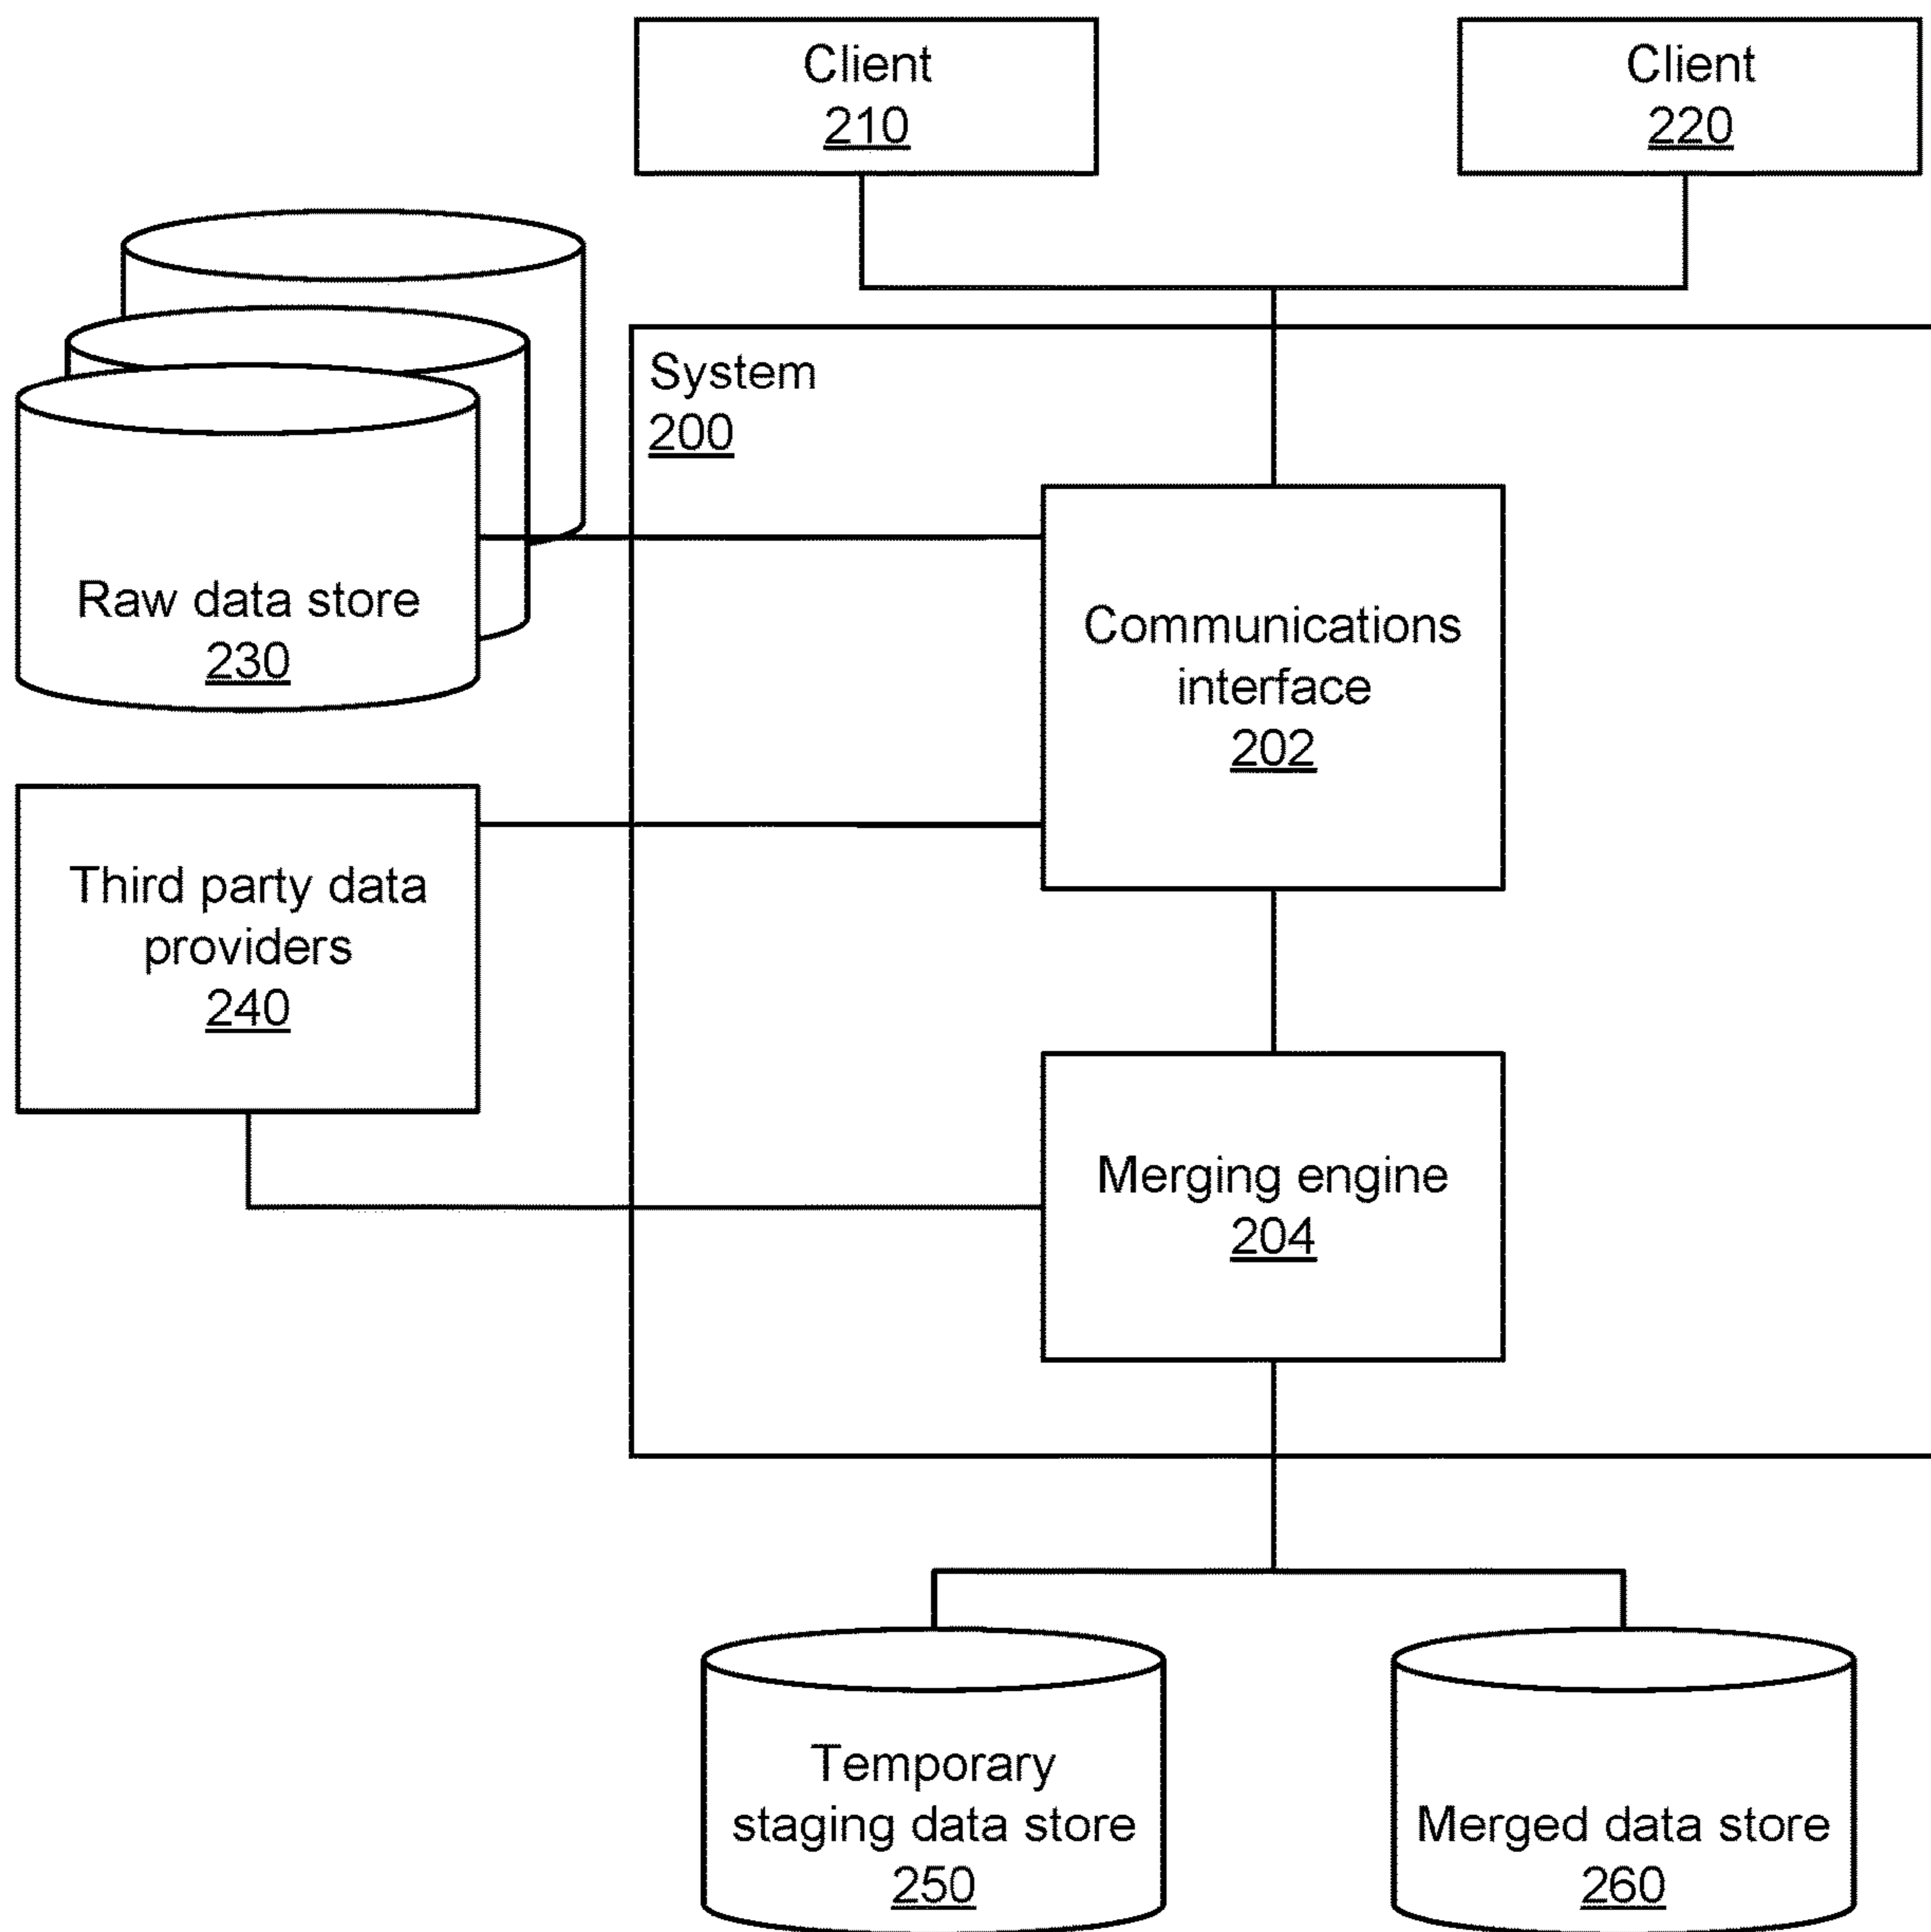 Client
210
Client
220
System
200
Raw data store
230
Communications
interface
202
Third party data
providers
240
Merging engine
204
Temporary
staging data store
250
Merged data store
260